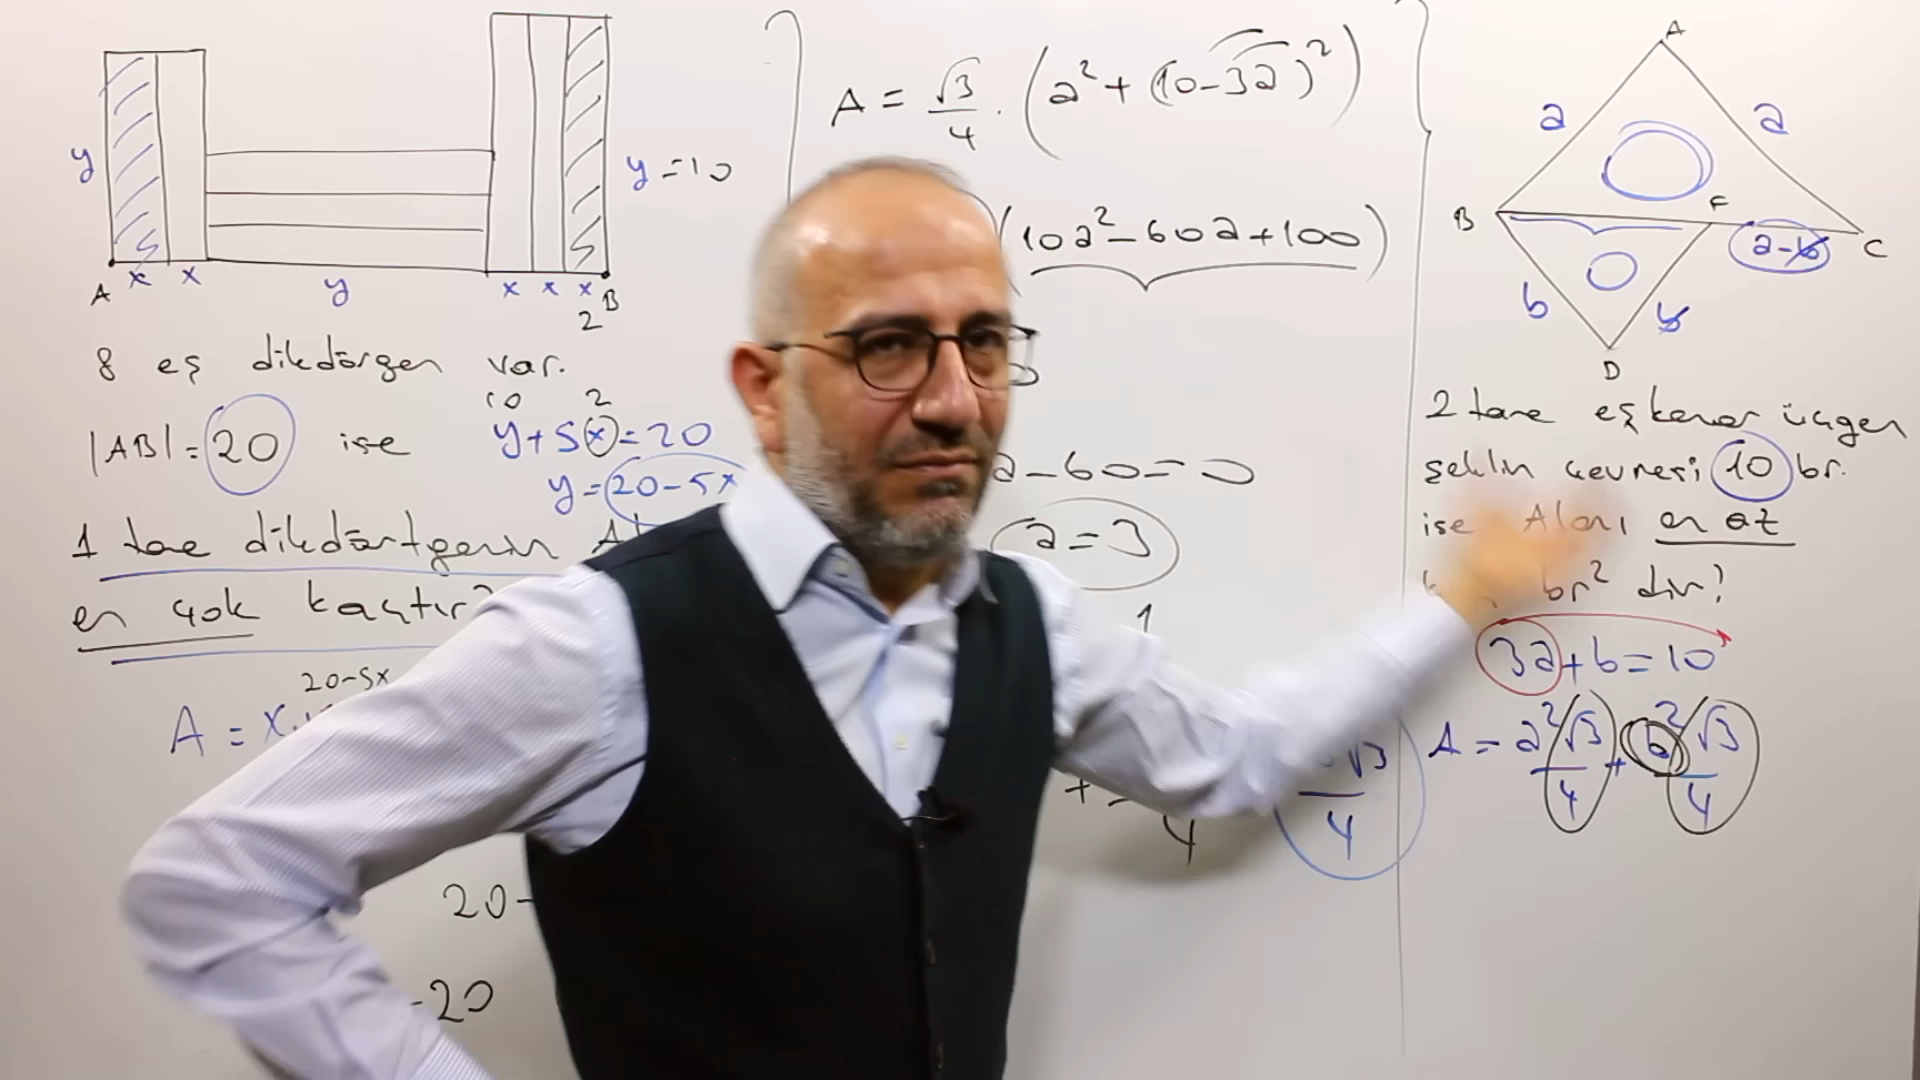 y
y = 10
A x x y x x x B
2
8 eş dikdörgen var.
10 2
|AB| = 20 ise y + 5x = 20
y = 20 - 5x
1 tane dikdörtgenin
en çok kaçtır?
20-5x
A = x.
20-
-20
A = √3/4 . (a² + (10-3a)²)
(10a² - 60a + 100)
a - 60 = 0
a = 3
1
+
4
√3/4
A
a a
B F C
a-b
b b
D
2 tane eşkenar üçgen
şeklin çevresi 10 br.
ise Alanı en az
br² dir?
3a + b = 10
A = a²√3/4 + b²√3/4